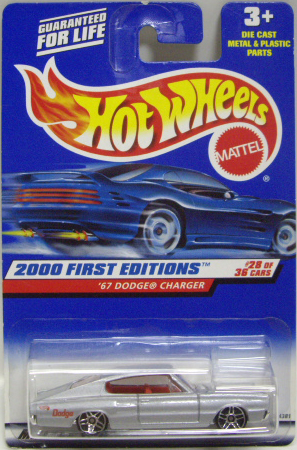 GUARANTEED
FOR LIFE
3+
DIE CAST
METAL & PLASTIC
PARTS
Hot Wheels
MATTEL
®
2000 FIRST EDITIONS™
#28 OF
36 CARS
'67 DODGE® CHARGER
Dodge